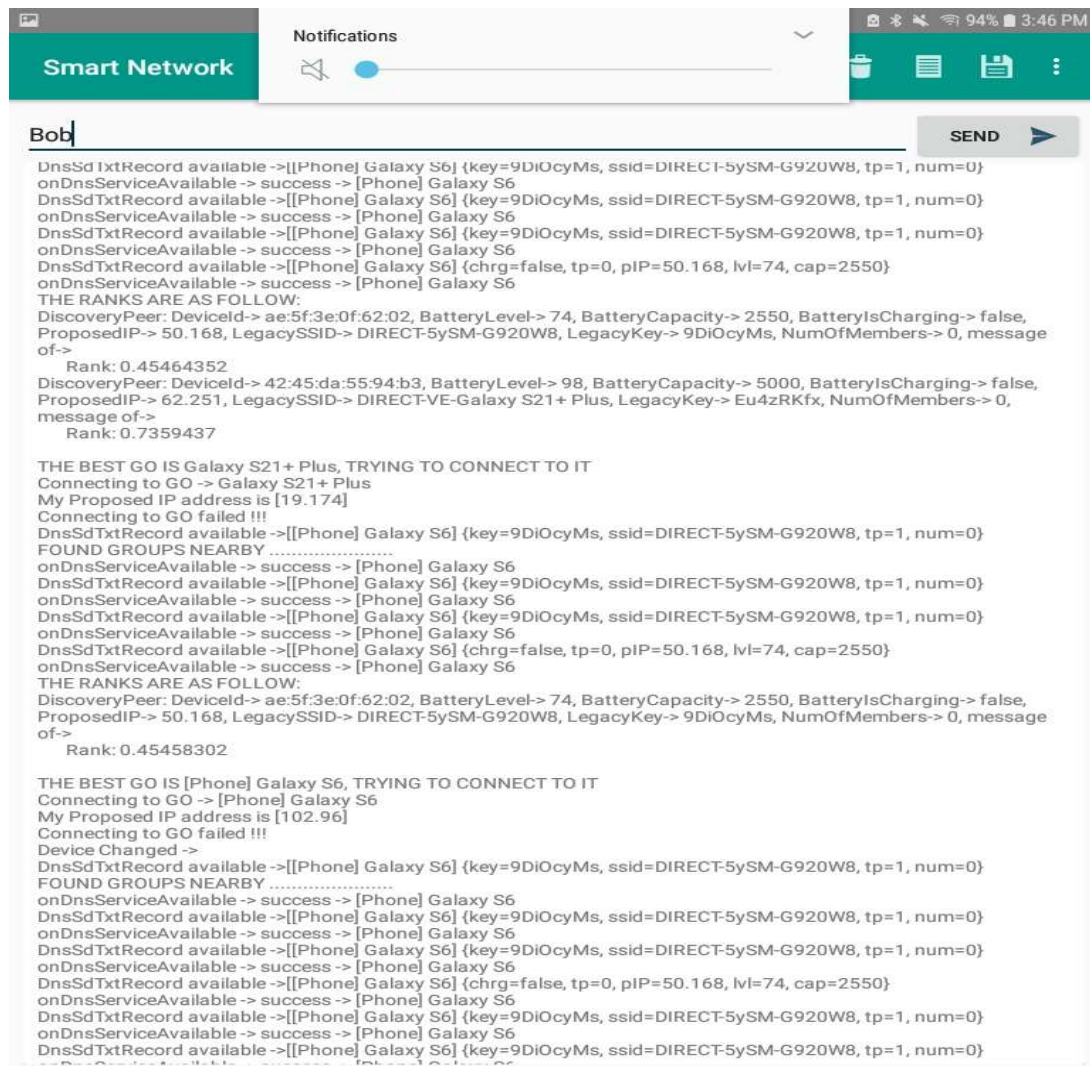 94% 3:46 PM
Notifications
Smart Network
Bob
SEND
DnsSdTxtRecord available ->[[Phone] Galaxy S6] {key=9DiOcyMs, ssid=DIRECT-5ySM-G920W8, tp=1, num=0}
onDnsServiceAvailable -> success -> [Phone] Galaxy S6
DnsSdTxtRecord available ->[[Phone] Galaxy S6] {key=9DiOcyMs, ssid=DIRECT-5ySM-G920W8, tp=1, num=0}
onDnsServiceAvailable -> success -> [Phone] Galaxy S6
DnsSdTxtRecord available ->[[Phone] Galaxy S6] {key=9DiOcyMs, ssid=DIRECT-5ySM-G920W8, tp=1, num=0}
onDnsServiceAvailable -> success -> [Phone] Galaxy S6
DnsSdTxtRecord available ->[[Phone] Galaxy S6] {chrg=false, tp=0, pIP=50.168, lvl=74, cap=2550}
onDnsServiceAvailable -> success -> [Phone] Galaxy S6
THE RANKS ARE AS FOLLOW:
DiscoveryPeer: DeviceId-> ae:5f:3e:0f:62:02, BatteryLevel-> 74, BatteryCapacity-> 2550, BatteryIsCharging-> false,
ProposedIP-> 50.168, LegacySSID-> DIRECT-5ySM-G920W8, LegacyKey-> 9DiOcyMs, NumOfMembers-> 0, message
of->
Rank: 0.45464352
DiscoveryPeer: DeviceId-> 42:45:da:55:94:b3, BatteryLevel-> 98, BatteryCapacity-> 5000, BatteryIsCharging-> false,
ProposedIP-> 62.251, LegacySSID-> DIRECT-VE-Galaxy S21+ Plus, LegacyKey-> Eu4zRKfx, NumOfMembers-> 0,
message of->
Rank: 0.7359437
THE BEST GO IS Galaxy S21+ Plus, TRYING TO CONNECT TO IT
Connecting to GO -> Galaxy S21+ Plus
My Proposed IP address is [19.174]
Connecting to GO failed !!!
DnsSdTxtRecord available ->[[Phone] Galaxy S6] {key=9DiOcyMs, ssid=DIRECT-5ySM-G920W8, tp=1, num=0}
FOUND GROUPS NEARBY ......................
onDnsServiceAvailable -> success -> [Phone] Galaxy S6
DnsSdTxtRecord available ->[[Phone] Galaxy S6] {key=9DiOcyMs, ssid=DIRECT-5ySM-G920W8, tp=1, num=0}
onDnsServiceAvailable -> success -> [Phone] Galaxy S6
DnsSdTxtRecord available ->[[Phone] Galaxy S6] {key=9DiOcyMs, ssid=DIRECT-5ySM-G920W8, tp=1, num=0}
onDnsServiceAvailable -> success -> [Phone] Galaxy S6
DnsSdTxtRecord available ->[[Phone] Galaxy S6] {chrg=false, tp=0, pIP=50.168, lvl=74, cap=2550}
onDnsServiceAvailable -> success -> [Phone] Galaxy S6
THE RANKS ARE AS FOLLOW:
DiscoveryPeer: DeviceId-> ae:5f:3e:0f:62:02, BatteryLevel-> 74, BatteryCapacity-> 2550, BatteryIsCharging-> false,
ProposedIP-> 50.168, LegacySSID-> DIRECT-5ySM-G920W8, LegacyKey-> 9DiOcyMs, NumOfMembers-> 0, message
of->
Rank: 0.45458302
THE BEST GO IS [Phone] Galaxy S6, TRYING TO CONNECT TO IT
Connecting to GO -> [Phone] Galaxy S6
My Proposed IP address is [102.96]
Connecting to GO failed !!!
Device Changed ->
DnsSdTxtRecord available ->[[Phone] Galaxy S6] {key=9DiOcyMs, ssid=DIRECT-5ySM-G920W8, tp=1, num=0}
FOUND GROUPS NEARBY ......................
onDnsServiceAvailable -> success -> [Phone] Galaxy S6
DnsSdTxtRecord available ->[[Phone] Galaxy S6] {key=9DiOcyMs, ssid=DIRECT-5ySM-G920W8, tp=1, num=0}
onDnsServiceAvailable -> success -> [Phone] Galaxy S6
DnsSdTxtRecord available ->[[Phone] Galaxy S6] {key=9DiOcyMs, ssid=DIRECT-5ySM-G920W8, tp=1, num=0}
onDnsServiceAvailable -> success -> [Phone] Galaxy S6
DnsSdTxtRecord available ->[[Phone] Galaxy S6] {chrg=false, tp=0, pIP=50.168, lvl=74, cap=2550}
onDnsServiceAvailable -> success -> [Phone] Galaxy S6
DnsSdTxtRecord available ->[[Phone] Galaxy S6] {key=9DiOcyMs, ssid=DIRECT-5ySM-G920W8, tp=1, num=0}
onDnsServiceAvailable -> success -> [Phone] Galaxy S6
DnsSdTxtRecord available ->[[Phone] Galaxy S6] {key=9DiOcyMs, ssid=DIRECT-5ySM-G920W8, tp=1, num=0}